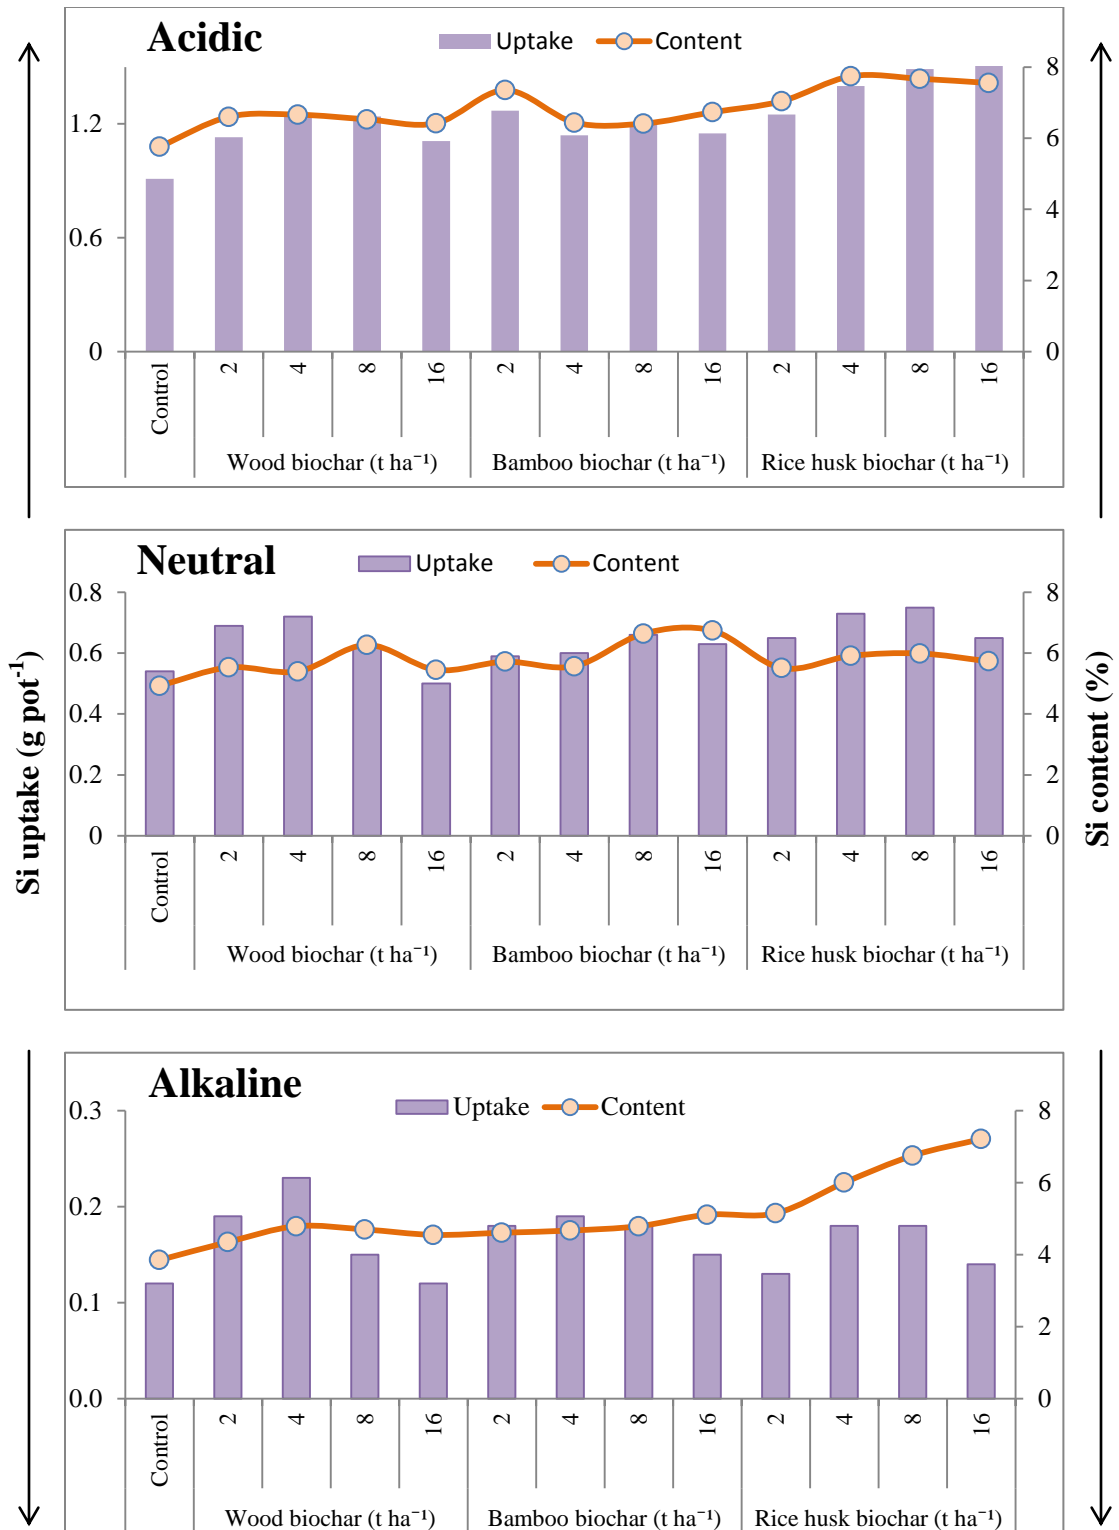 Acidic
Uptake Content
1.2
0.6
0
8
6
4
2
0
Control 2 4 8 16 2 4 8 16 2 4 8 16
Wood biochar (t ha⁻¹) Bamboo biochar (t ha⁻¹) Rice husk biochar (t ha⁻¹)
Neutral
Uptake Content
0.8
0.6
0.4
0.2
0
8
6
4
2
0
Control 2 4 8 16 2 4 8 16 2 4 8 16
Wood biochar (t ha⁻¹) Bamboo biochar (t ha⁻¹) Rice husk biochar (t ha⁻¹)
Si uptake (g pot⁻¹)
Si content (%)
Alkaline
Uptake Content
0.3
0.2
0.1
0.0
8
6
4
2
0
Control 2 4 8 16 2 4 8 16 2 4 8 16
Wood biochar (t ha⁻¹) Bamboo biochar (t ha⁻¹) Rice husk biochar (t ha⁻¹)